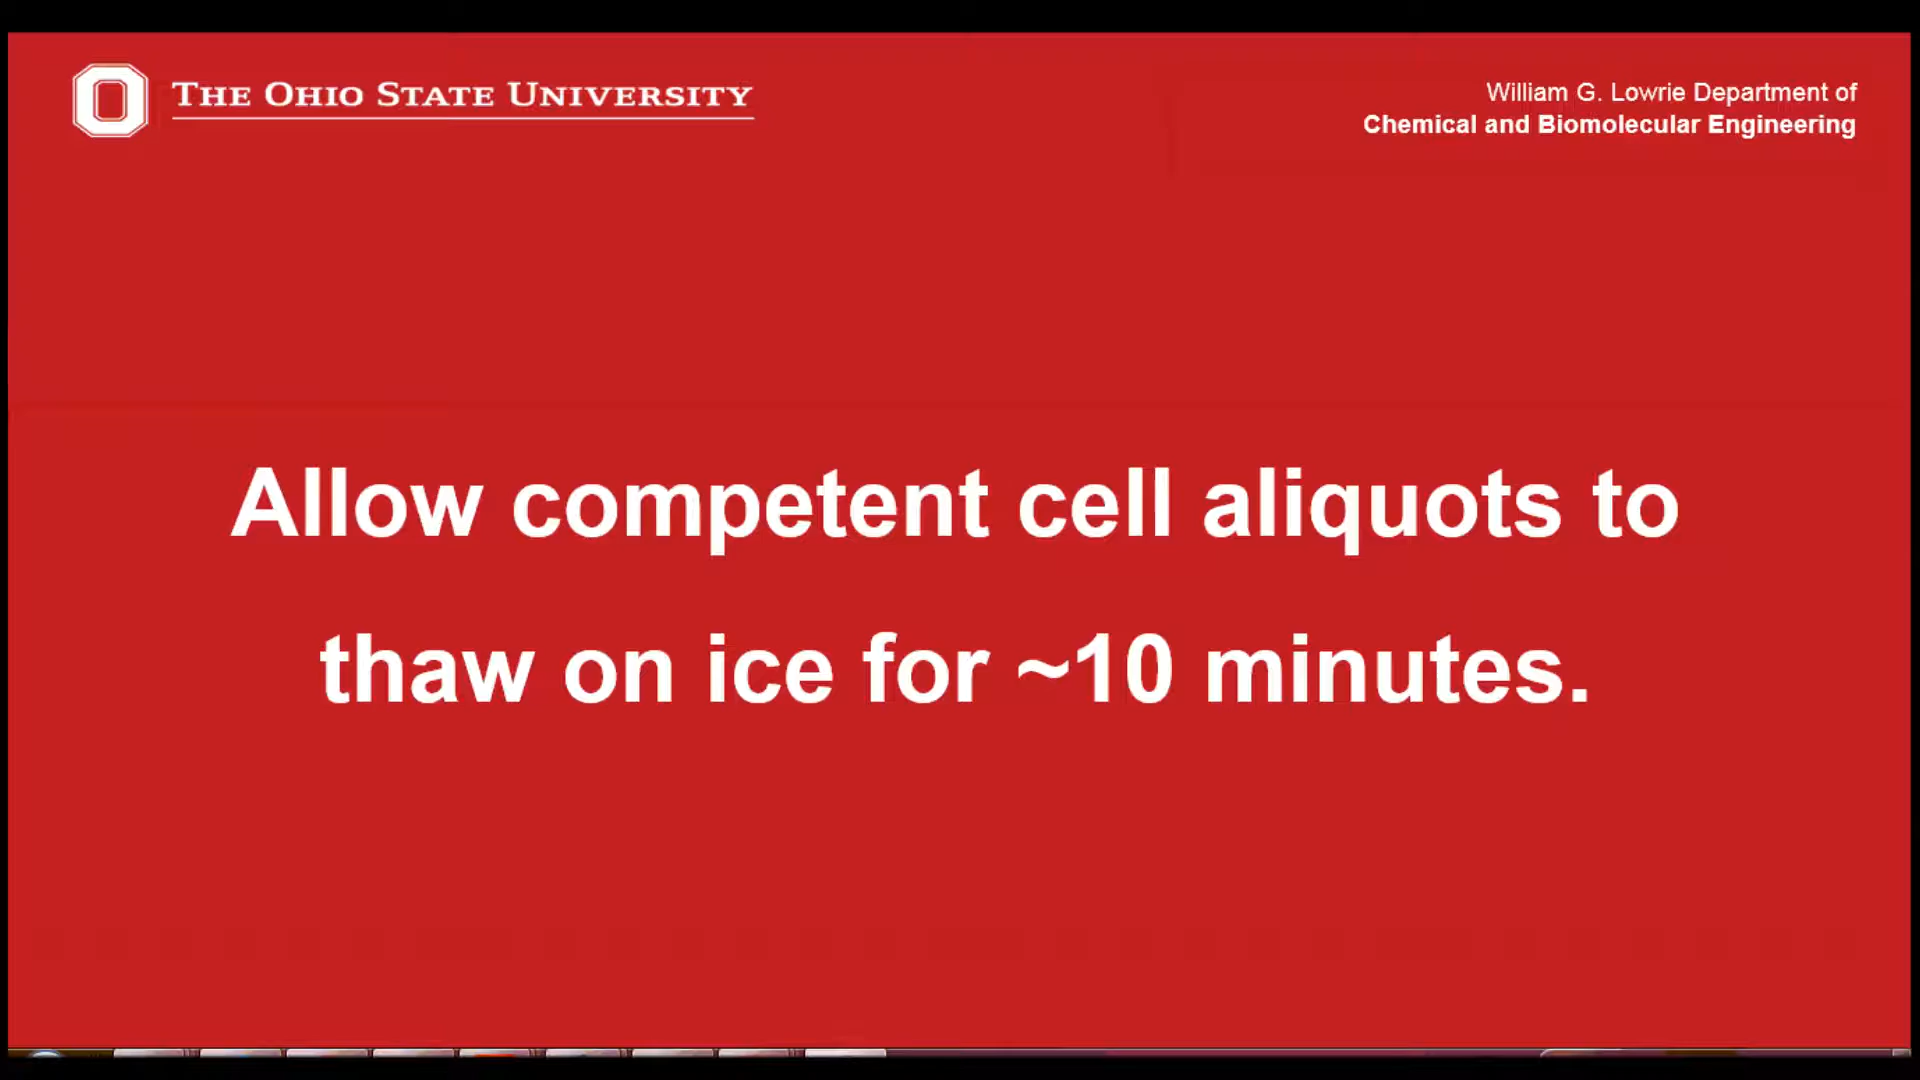 THE OHIO STATE UNIVERSITY
William G. Lowrie Department of
Chemical and Biomolecular Engineering
Allow competent cell aliquots to
thaw on ice for ~10 minutes.